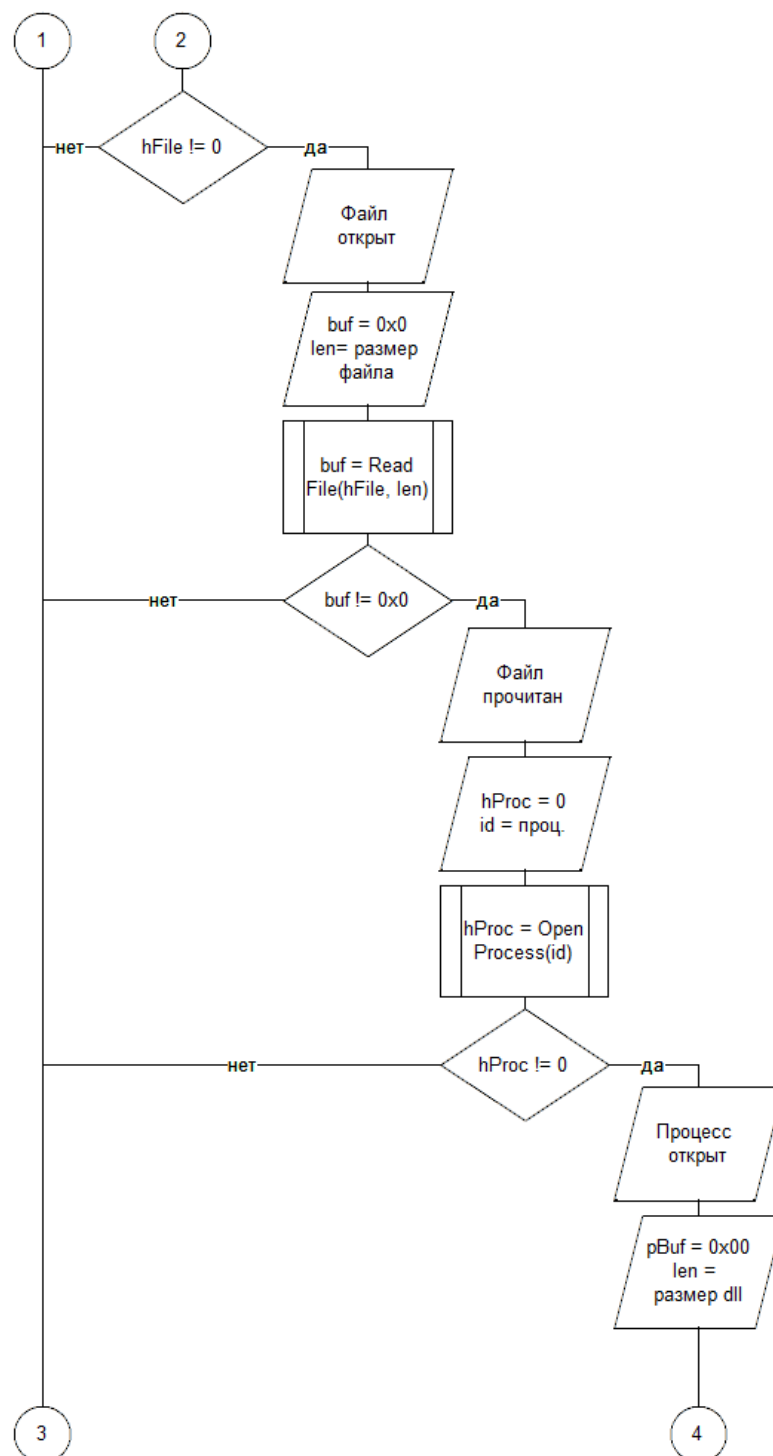 1
2
нет
hFile != 0
да
Файл
открыт
buf = 0x0
len= размер
файла
buf = Read
File(hFile, len)
нет
buf != 0x0
да
Файл
прочитан
hProc = 0
id = проц.
hProc = Open
Process(id)
нет
hProc != 0
да
Процесс
открыт
pBuf = 0x00
len =
размер dll
3
4